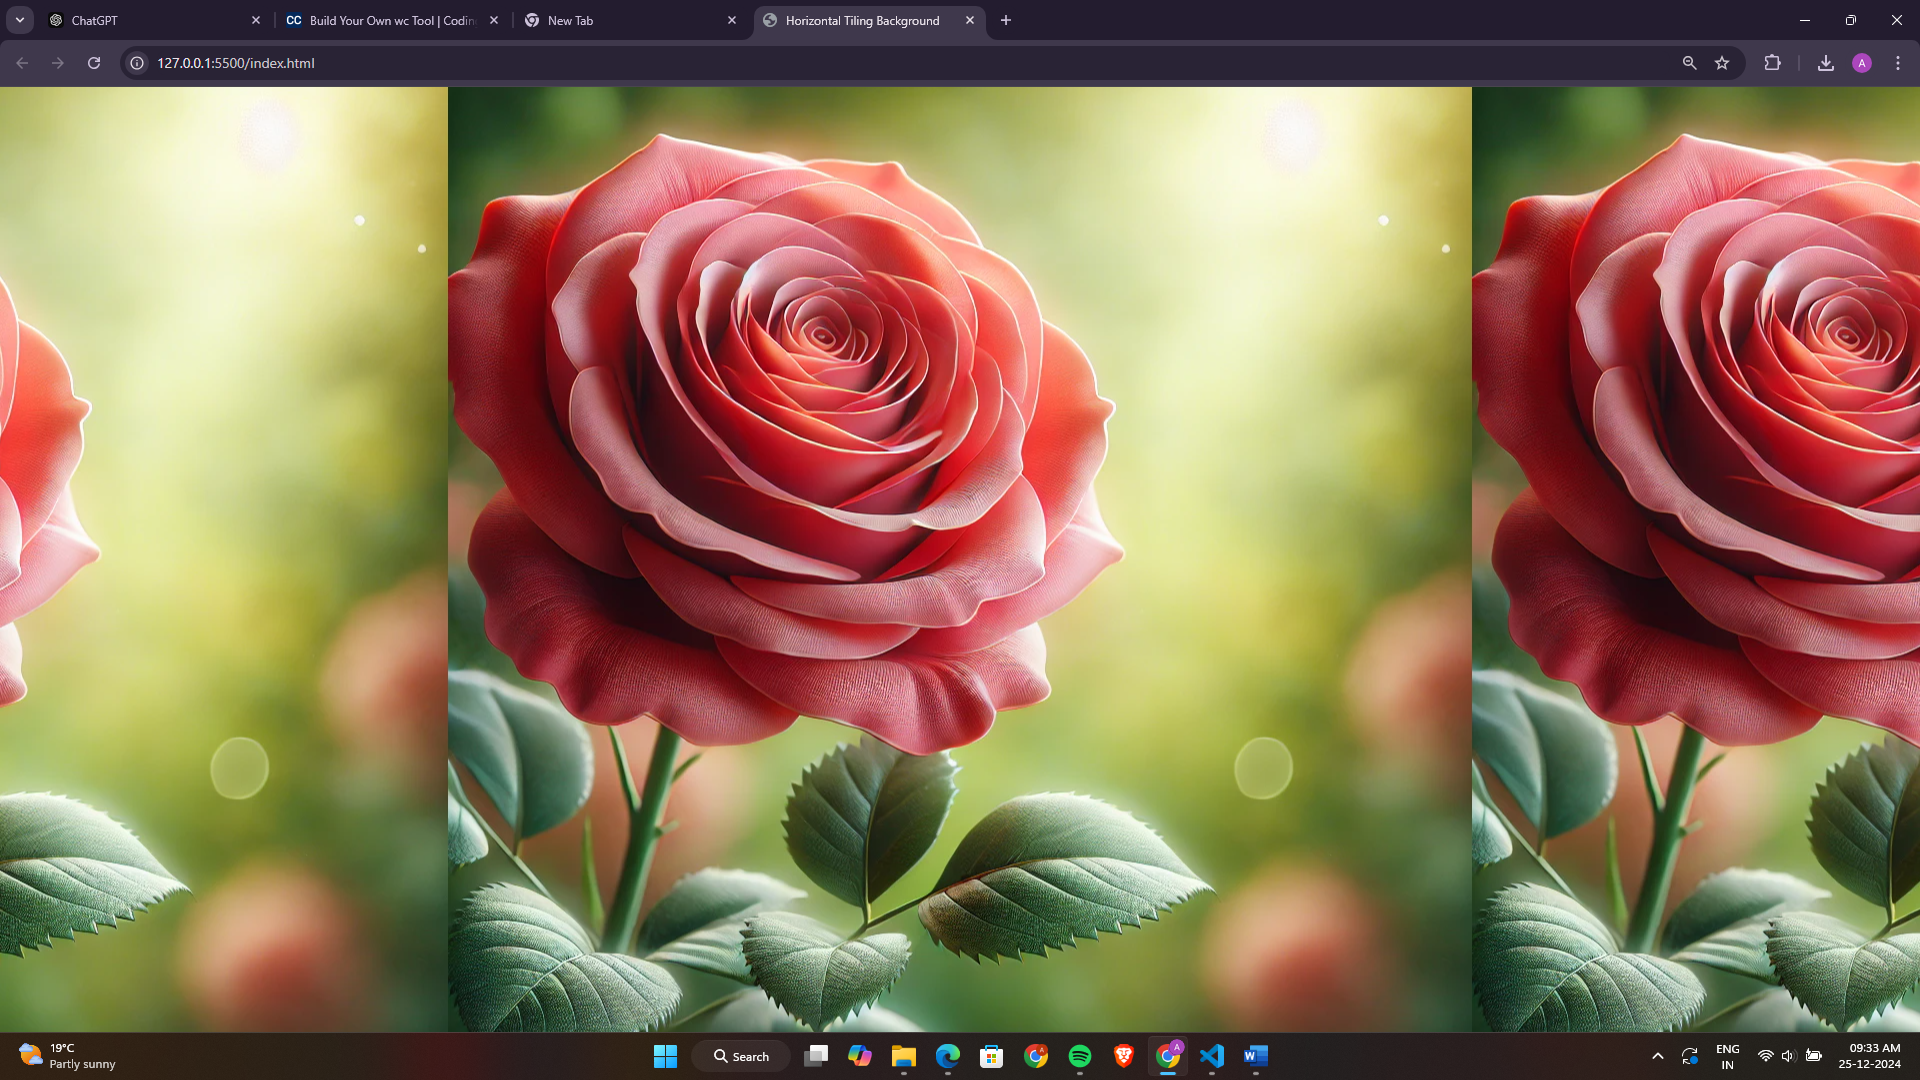 ChatGPT
CC Build Your Own wc Tool | Codin
New Tab
Horizontal Tiling Background
127.0.0.1:5500/index.html
A
19°C
Partly sunny
Search
A
A
W
ENG
IN
09:33 AM
25-12-2024